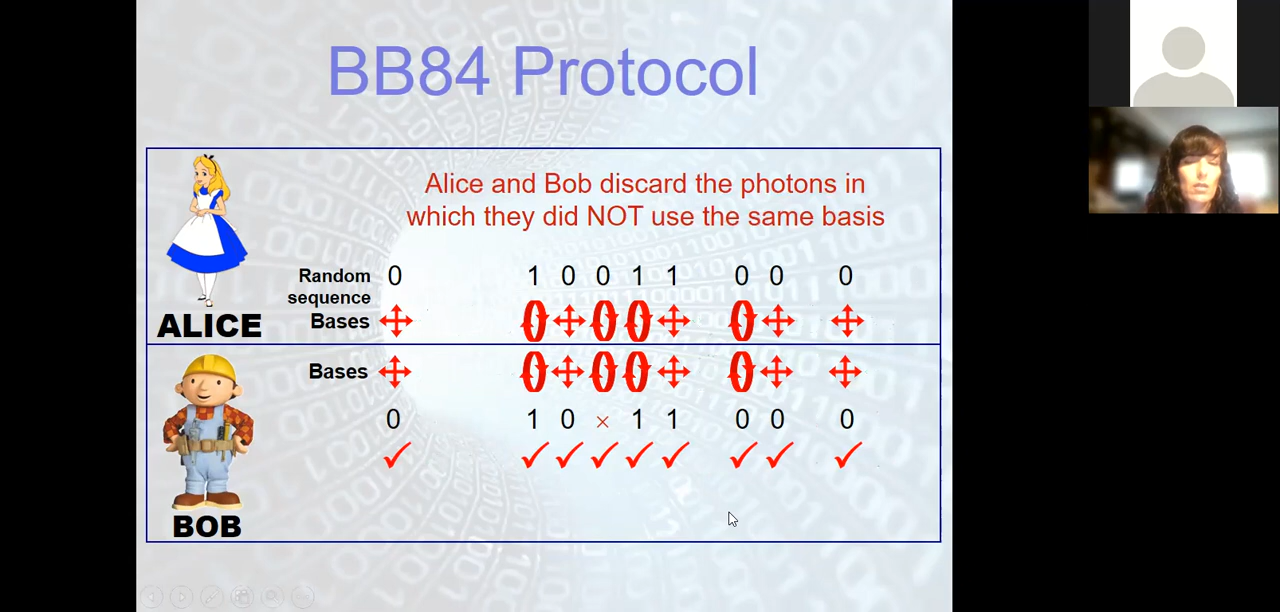 BB84 Protocol
Alice and Bob discard the photons in
which they did NOT use the same basis
Random
sequence
0 1 0 0 1 1 0 0 0
Bases
ALICE
Bases
0 1 0 × 1 1 0 0 0
BOB